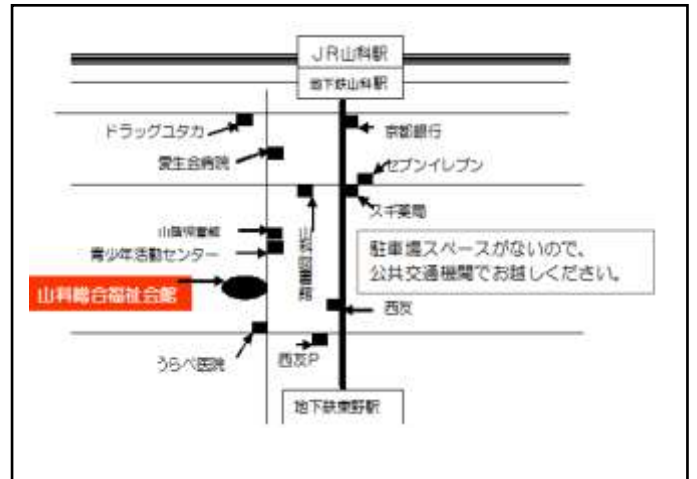 JR山科駅
地下鉄山科駅
ドラッグユタカ
京都銀行
愛生会病院
セブンイレブン
スギ薬局
山階児童館
山科図書館
青少年活動センター
駐車場スペースがないので、
公共交通機関でお越しください。
山科総合福祉会館
西友
うらべ医院
西友P
地下鉄東野駅